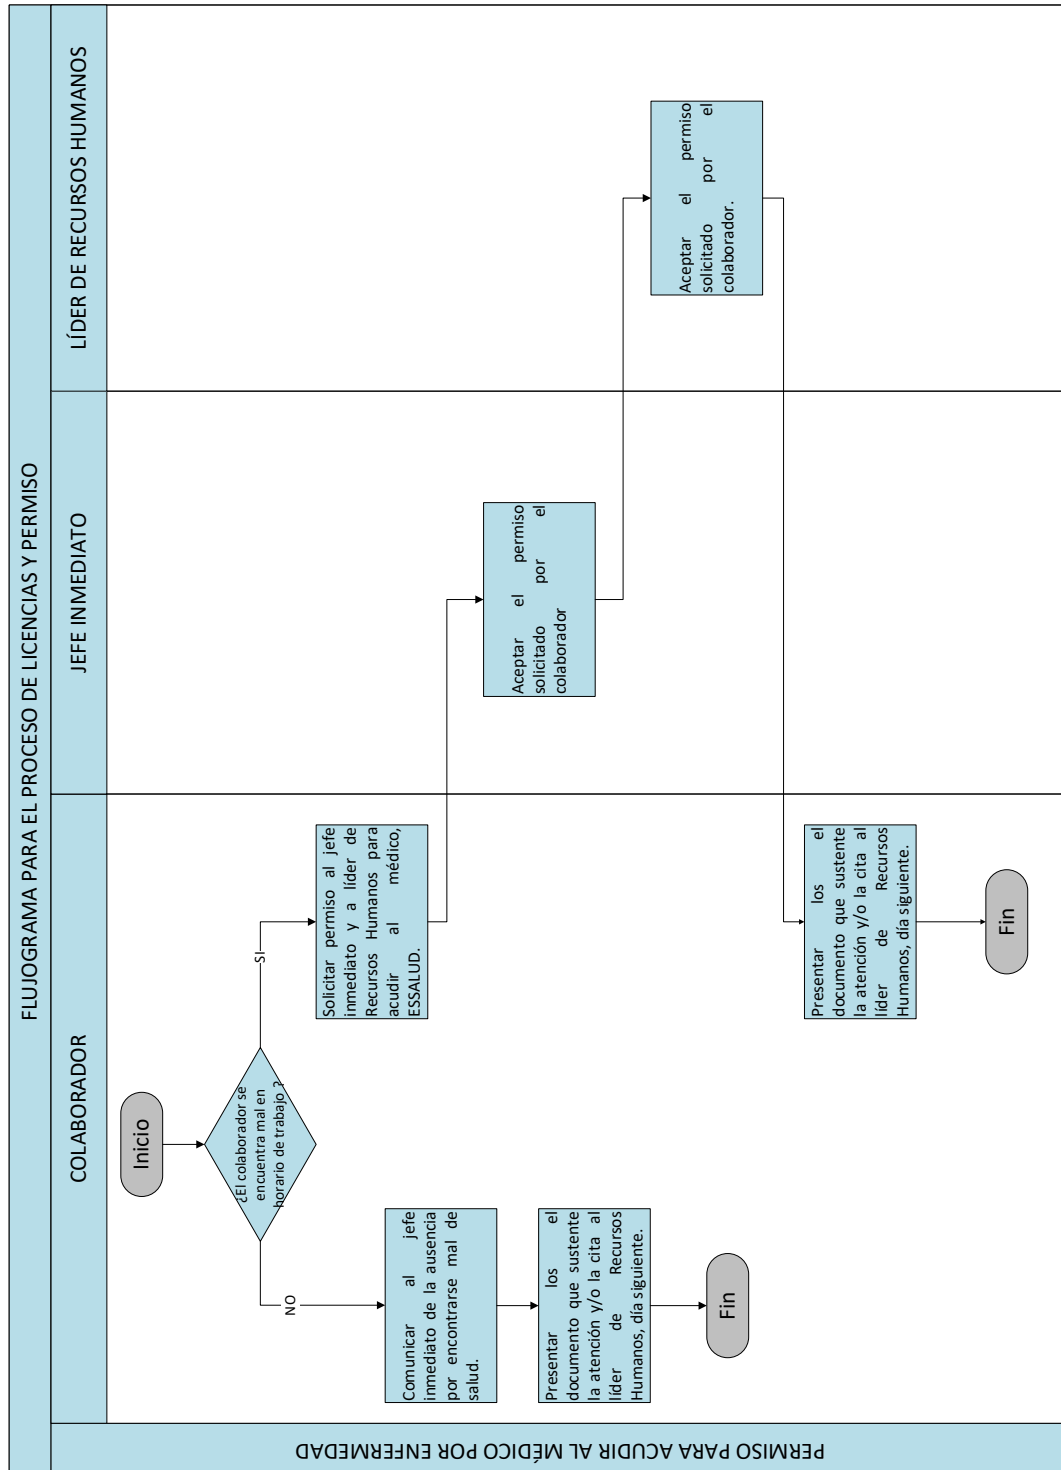 FLUJOGRAMA PARA EL PROCESO DE LICENCIAS Y PERMISO
COLABORADOR
JEFE INMEDIATO
LÍDER DE RECURSOS HUMANOS
PERMISO PARA ACUDIR AL MÉDICO POR ENFERMEDAD
Inicio
¿El colaborador se
encuentra mal en
horario de trabajo ?
NO
SI
Comunicar al jefe
inmediato de la ausencia
por encontrarse mal de
salud.
Presentar los el
documento que sustente
la atención y/o la cita al
líder de Recursos
Humanos, día siguiente.
Fin
Solicitar permiso al jefe
inmediato y a líder de
Recursos Humanos para
acudir al médico,
ESSALUD.
Aceptar el permiso
solicitado por el
colaborador
Aceptar el permiso
solicitado por el
colaborador.
Presentar los el
documento que sustente
la atención y/o la cita al
líder de Recursos
Humanos, día siguiente.
Fin